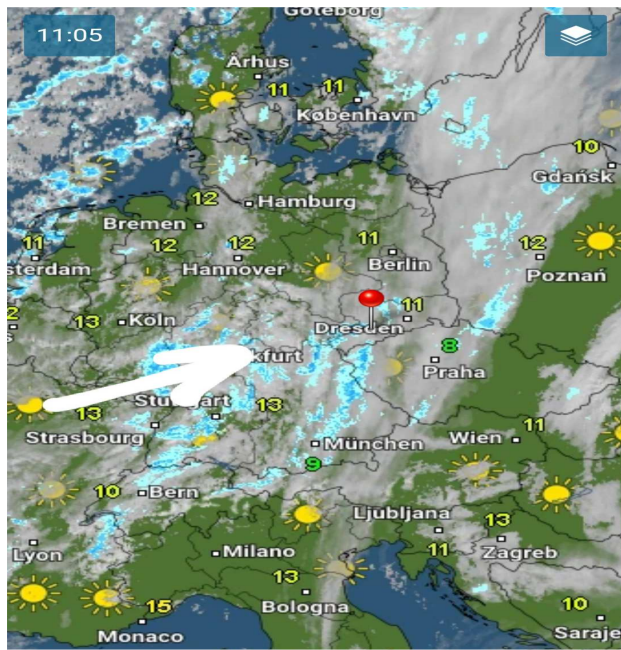 Göteborg
11:05
Århus
11
11
København
10
Gdańsk
12
Hamburg
Bremen
11
12
12
11
12
sterdam
Hannover
Berlin
Poznań
2
13
Köln
11
Dresden
s
kfurt
8
Praha
13
Stuttgart
13
11
Strasbourg
München
Wien
9
10
Bern
Ljubljana
13
Lyon
Milano
11
Zagreb
13
15
Bologna
10
Monaco
Saraje